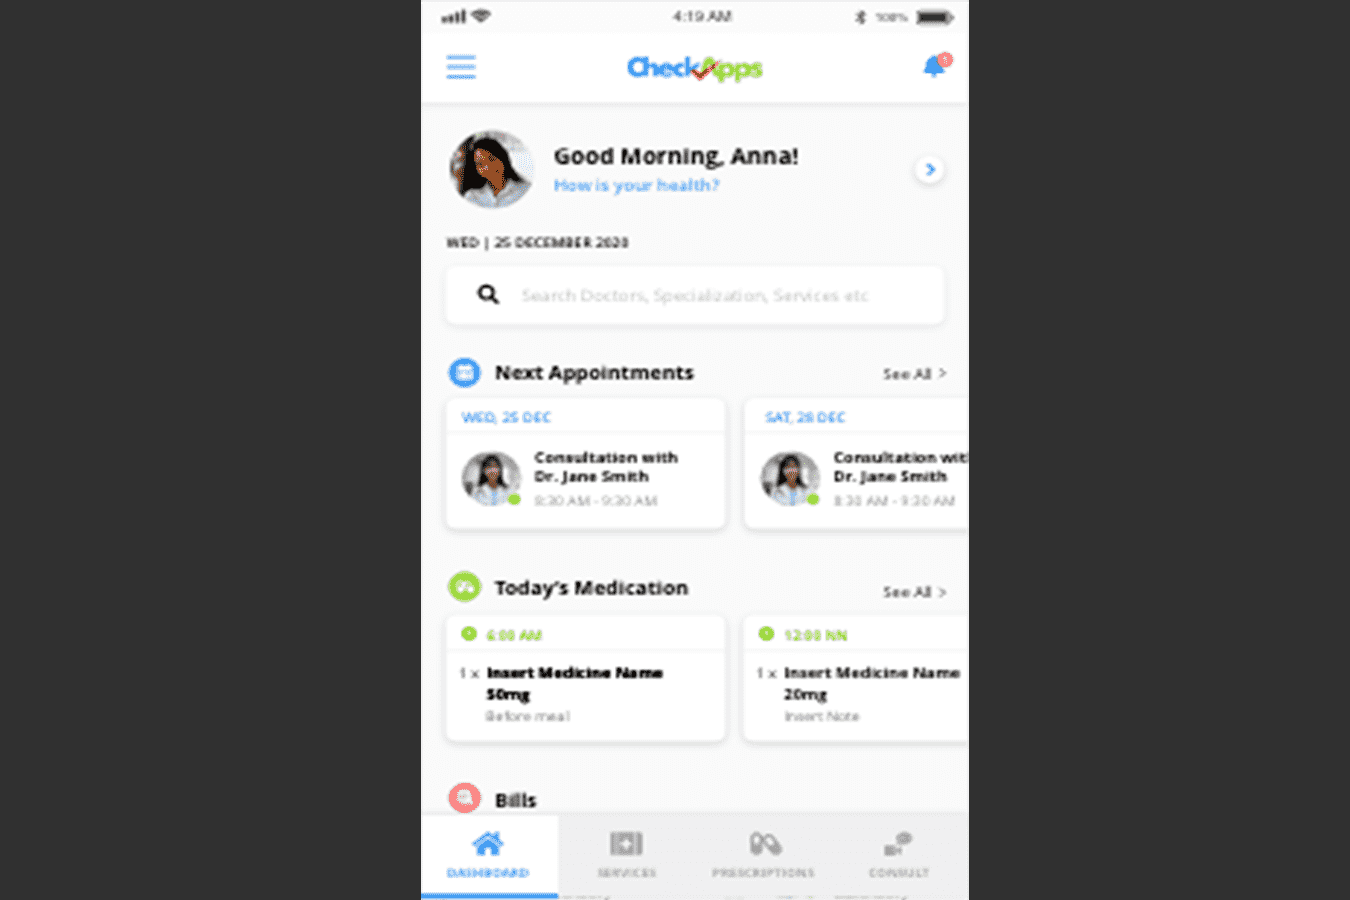 4:19 AM
100%
CheckApps
1
Good Morning, Anna!
How is your health?
WED | 25 DECEMBER 2020
Search Doctors, Specialization, Services etc
Next Appointments
See All >
WED, 25 DEC
Consultation with
Dr. Jane Smith
8:30 AM - 9:30 AM
SAT, 28 DEC
Consultation wit
Dr. Jane Smith
8:30 AM - 9:30 AM
Today's Medication
See All >
6:00 AM
1 x Insert Medicine Name
50mg
Before meal
12:00 NN
1 x Insert Medicine Name
20mg
Insert Note
Bills
DASHBOARD
SERVICES
PRESCRIPTIONS
CONSULT